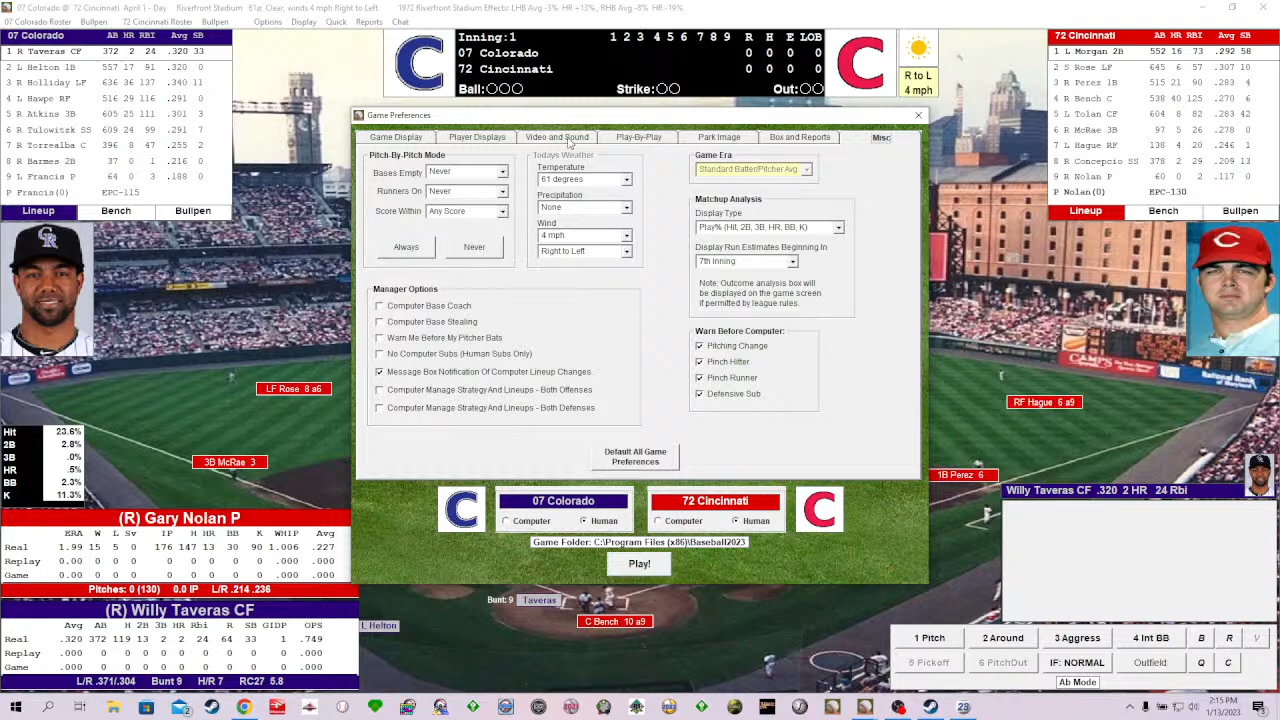 07 Colorado @ 72 Cincinnati April 1 - Day Riverfront Stadium 61ø, Clear, winds 4 mph Right to Left 1972 Riverfront Stadium Effects: LHB Avg -3% HR +13%, RHB Avg -8% HR -19%
07 Colorado Roster Bullpen 72 Cincinnati Roster Bullpen Options Display Quick Reports Chat
07 Colorado AB HR RBI Avg SB
1 R Taveras CF 372 2 24 .320 33
2 L Helton 1B 557 17 91 .320 0
3 R Holliday LF 636 36 137 .340 11
4 L Hawpe RF 516 29 116 .291 0
5 R Atkins 3B 605 25 111 .301 3
6 R Tulowitzk SS 609 24 99 .291 7
7 R Torrealba C 396 8 47 .255 2
8 R Barmes 2B 37 0 1 .216 0
9 L Francis P 64 0 3 .188 0
P Francis(0) EPC-115
Lineup Bench Bullpen
C
Inning:1 1 2 3 4 5 6 7 8 9 R H E LOB
07 Colorado 0 0 0 0
72 Cincinnati 0 0 0 0
Ball: Strike: Out:
C
R to L
4 mph
72 Cincinnati AB HR RBI Avg SB
1 L Morgan 2B 552 16 73 .292 58
2 S Rose LF 645 6 57 .307 10
3 R Perez 1B 515 21 90 .283 4
4 R Bench C 538 40 125 .270 6
5 L Tolan CF 604 8 82 .283 42
6 R McRae 3B 97 5 26 .278 0
7 L Hague RF 138 4 20 .246 1
8 R Concepcio SS 378 2 29 .209 13
9 R Nolan P 60 0 2 .117 0
P Nolan(0) EPC-130
Lineup Bench Bullpen
Game Preferences
Game Display Player Displays Video and Sound Play-By-Play Park Image Box and Reports Misc
Pitch-By-Pitch Mode
Bases Empty Never
Runners On Never
Score Within Any Score
Always Never
Todays Weather
Temperature
61 degrees
Precipitation
None
Wind
4 mph
Right to Left
Game Era
Standard Batter/Pitcher Avg
Matchup Analysis
Display Type
Play% (Hit, 2B, 3B, HR, BB, K)
Display Run Estimates Beginning In
7th Inning
Note: Outcome analysis box will
be displayed on the game screen
if permitted by league rules.
Manager Options
Computer Base Coach
Computer Base Stealing
Warn Me Before My Pitcher Bats
No Computer Subs (Human Subs Only)
Message Box Notification Of Computer Lineup Changes
Computer Manage Strategy And Lineups - Both Offenses
Computer Manage Strategy And Lineups - Both Defenses
Warn Before Computer:
Pitching Change
Pinch Hitter
Pinch Runner
Defensive Sub
Default All Game
Preferences
C
07 Colorado
Computer Human
72 Cincinnati
Computer Human
C
Game Folder: C:\Program Files (x86)\Baseball2023
Play!
LF Rose 8 a6
RF Hague 6 a9
3B McRae 3
1B Perez 6
Hit 23.6%
2B 2.8%
3B .0%
HR .5%
BB 2.3%
K 11.3%
(R) Gary Nolan P
ERA W L Sv IP H HR BB K WHIP Avg
Real 1.99 15 5 0 176 147 13 30 90 1.006 .227
Replay 0.00 0 0 0 0 0 0 0 0 .000 .000
Game 0.00 0 0 0 0 0 0 0 0 .000 .000
Pitches: 0 (130) 0.0 IP L/R .214 .236
(R) Willy Taveras CF
Avg AB H 2B 3B HR Rbi R SB GIDP OPS
Real .320 372 119 13 2 2 24 64 33 1 .749
Replay .000 0 0 0 0 0 0 0 0 0 .000
Game .000 0 0 0 0 0 0 0 0 0 .000
L/R .371/.304 Bunt 9 H/R 7 RC27 5.8
Bunt: 9 Taveras
L Helton
C Bench 10 a9
Willy Taveras CF .320 2 HR 24 Rbi
1 Pitch 2 Around 3 Aggress 4 Int BB B R V
5 Pickoff 6 PitchOut IF: NORMAL Outfield: Q C
Ab Mode
2:15 PM
1/13/2023